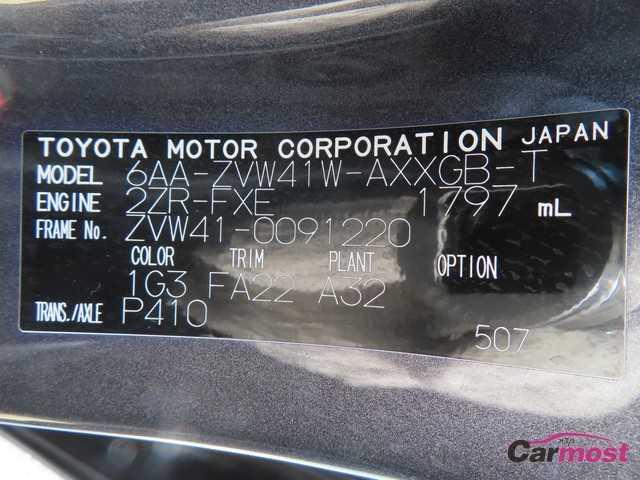 TOYOTA MOTOR CORPORATION JAPAN
MODEL 6AA-ZVW41W-AXXGB-T
ENGINE 2ZR-FXE 1797 mL
FRAME No. ZVW41-0091220
COLOR TRIM PLANT OPTION
1G3 FA22 A32
TRANS./AXLE P410
507
Carmost